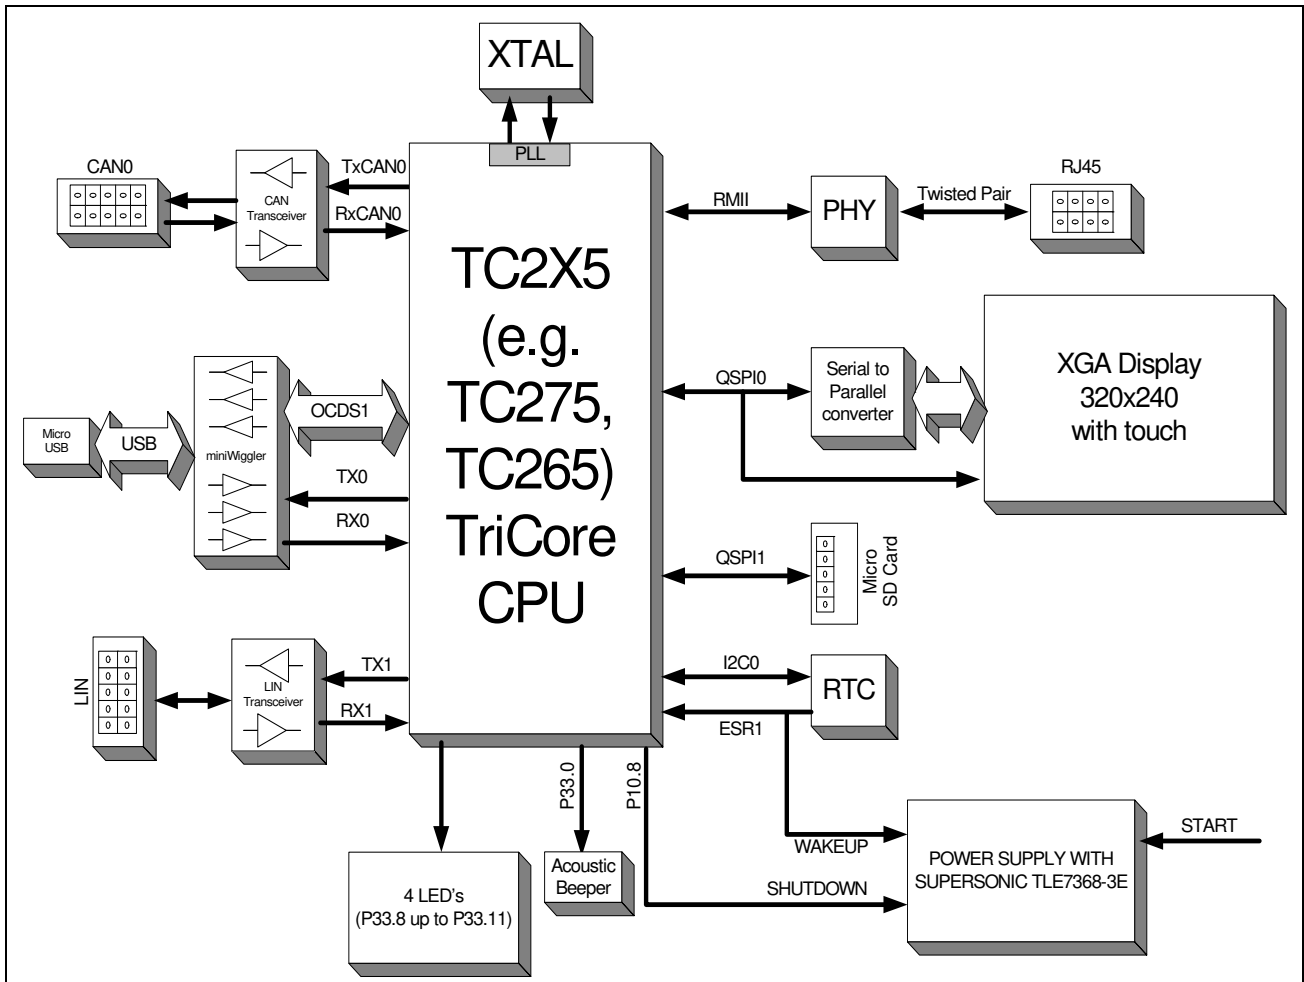 XTAL
PLL
CAN0
CAN
Transceiver
TxCAN0
RxCAN0
TC2X5
(e.g.
TC275,
TC265)
TriCore
CPU
RMII
PHY
Twisted Pair
RJ45
Micro
USB
USB
miniWiggler
OCDS1
TX0
RX0
QSPI0
Serial to
Parallel
converter
XGA Display
320x240
with touch
QSPI1
Micro
SD Card
LIN
LIN
Transceiver
TX1
RX1
I2C0
RTC
ESR1
P33.0
P10.8
4 LED's
(P33.8 up to P33.11)
Acoustic
Beeper
WAKEUP
SHUTDOWN
POWER SUPPLY WITH
SUPERSONIC TLE7368-3E
START